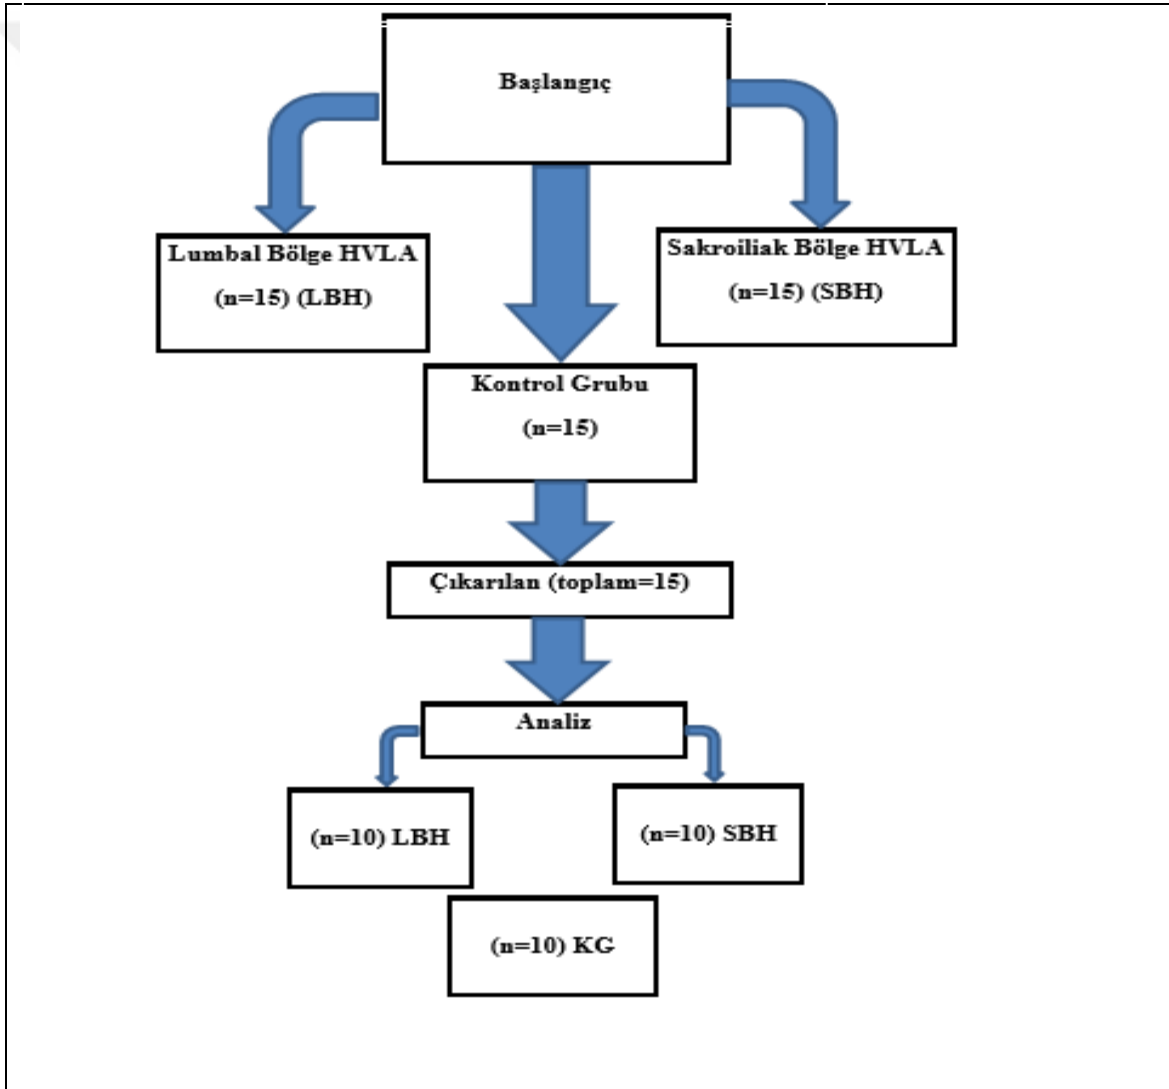 Başlangıç
Lumbal Bölge HVLA
(n=15) (LBH)
Sakroiliak Bölge HVLA
(n=15) (SBH)
Kontrol Grubu
(n=15)
Çıkarılan (toplam=15)
Analiz
(n=10) LBH
(n=10) SBH
(n=10) KG